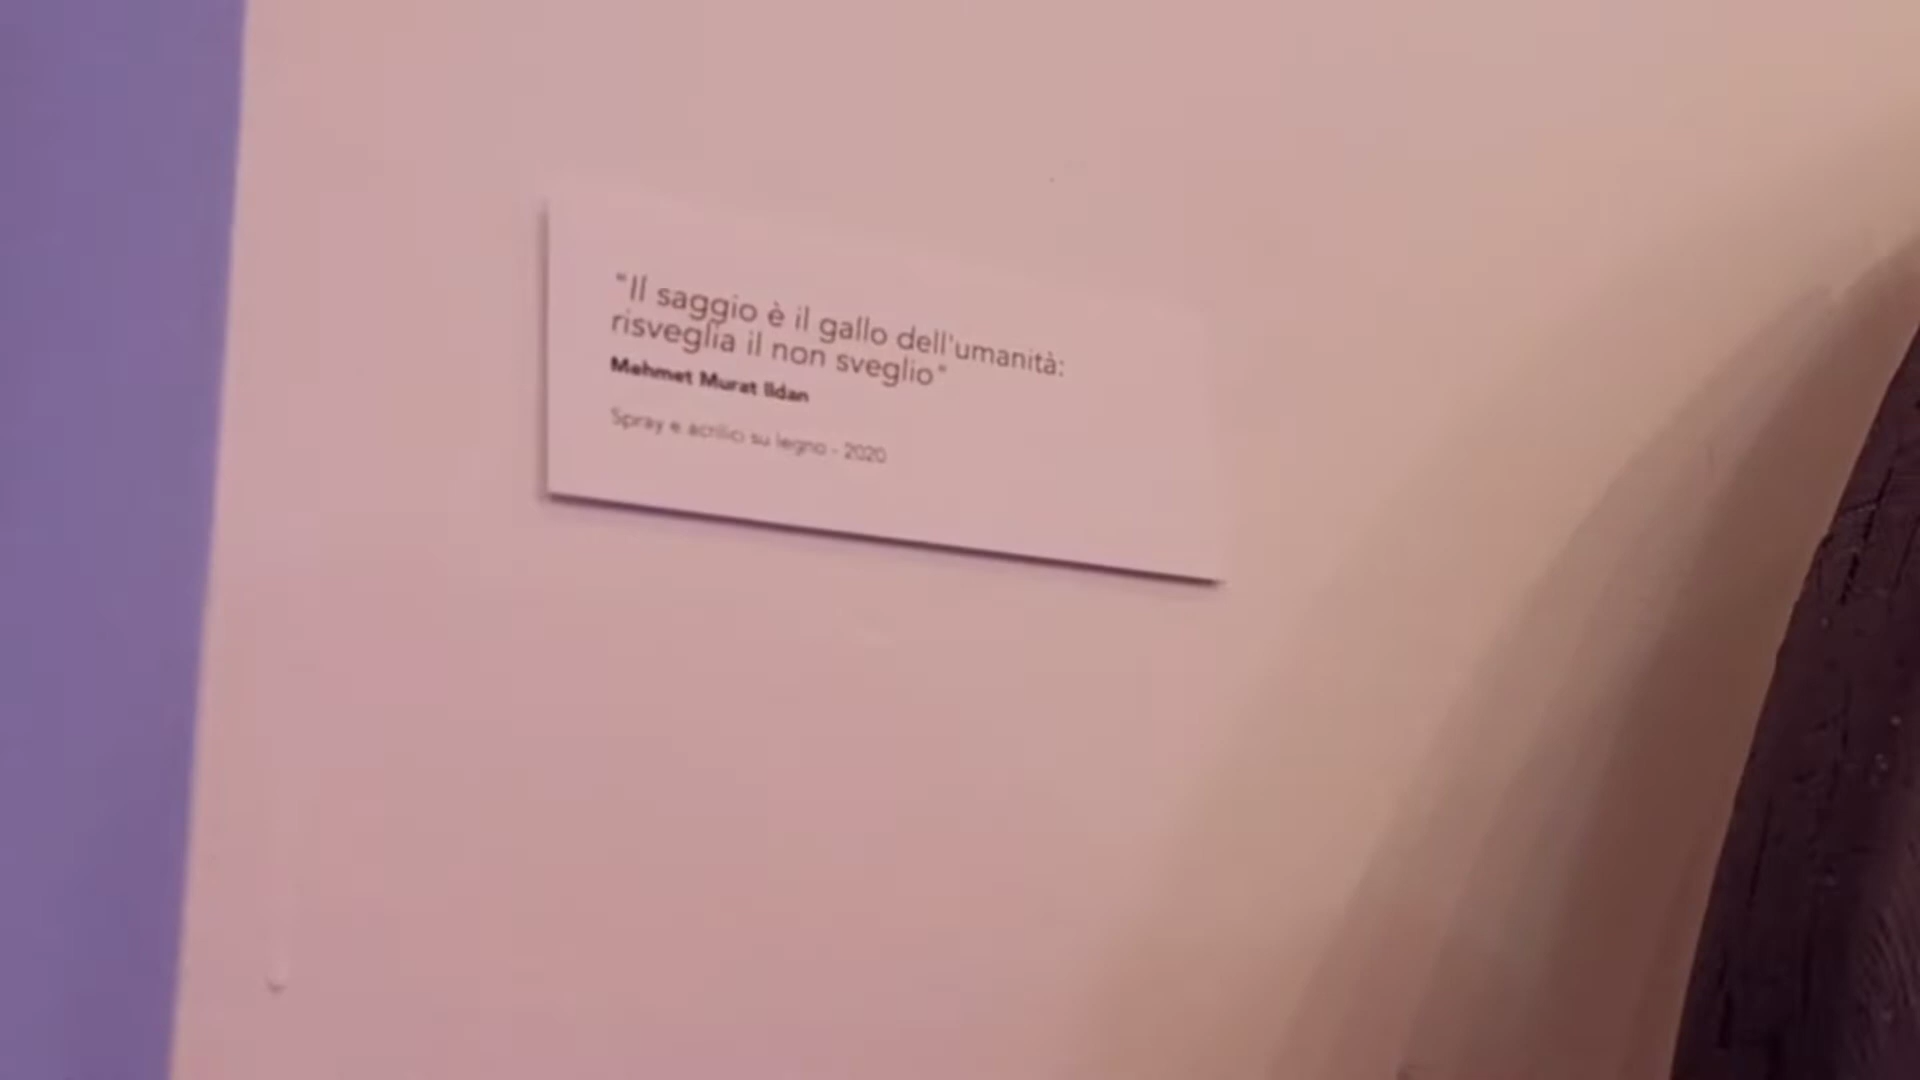 "Il saggio è il gallo dell'umanità:
risveglia il non sveglio"
Mehmet Murat Ildan
Spray e acrilici su legno - 2020